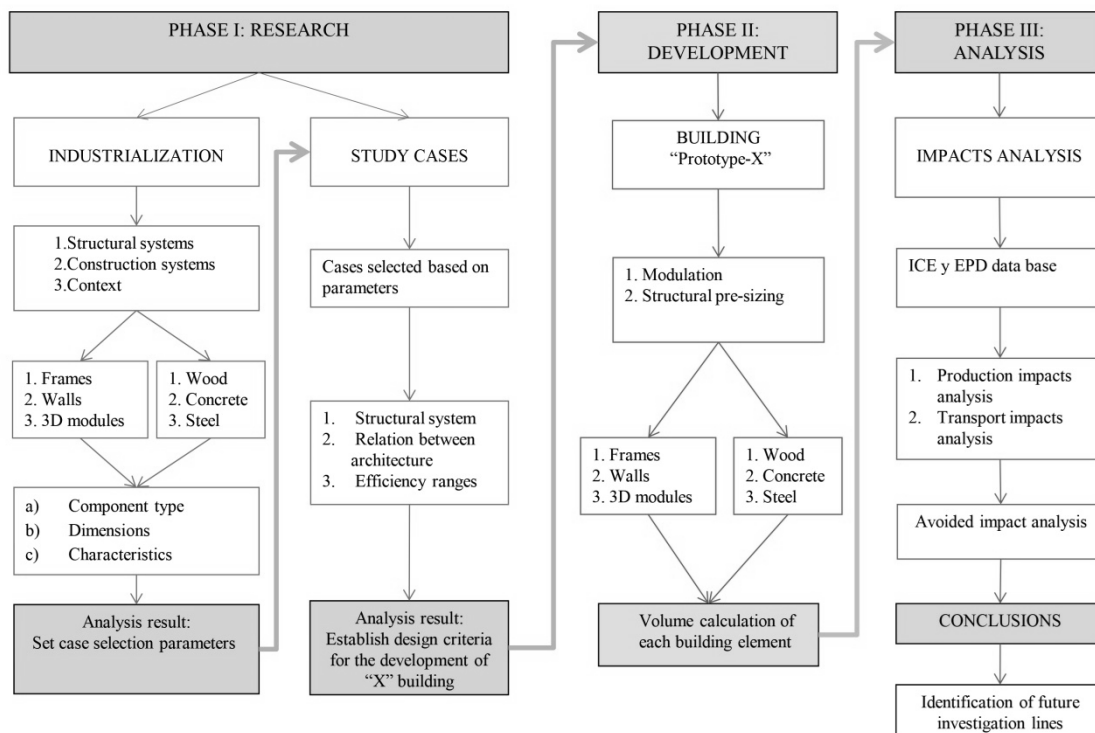 PHASE I: RESEARCH
INDUSTRIALIZATION
1.Structural systems
2.Construction systems
3.Context
1. Frames
2. Walls
3. 3D modules
1. Wood
2. Concrete
3. Steel
a) Component type
b) Dimensions
c) Characteristics
Analysis result:
Set case selection parameters
STUDY CASES
Cases selected based on
parameters
1. Structural system
2. Relation between
architecture
3. Efficiency ranges
Analysis result:
Establish design criteria
for the development of
“X” building
PHASE II:
DEVELOPMENT
BUILDING
“Prototype-X”
1. Modulation
2. Structural pre-sizing
1. Frames
2. Walls
3. 3D modules
1. Wood
2. Concrete
3. Steel
Volume calculation of
each building element
PHASE III:
ANALYSIS
IMPACTS ANALYSIS
ICE y EPD data base
1. Production impacts
analysis
2. Transport impacts
analysis
Avoided impact analysis
CONCLUSIONS
Identification of future
investigation lines